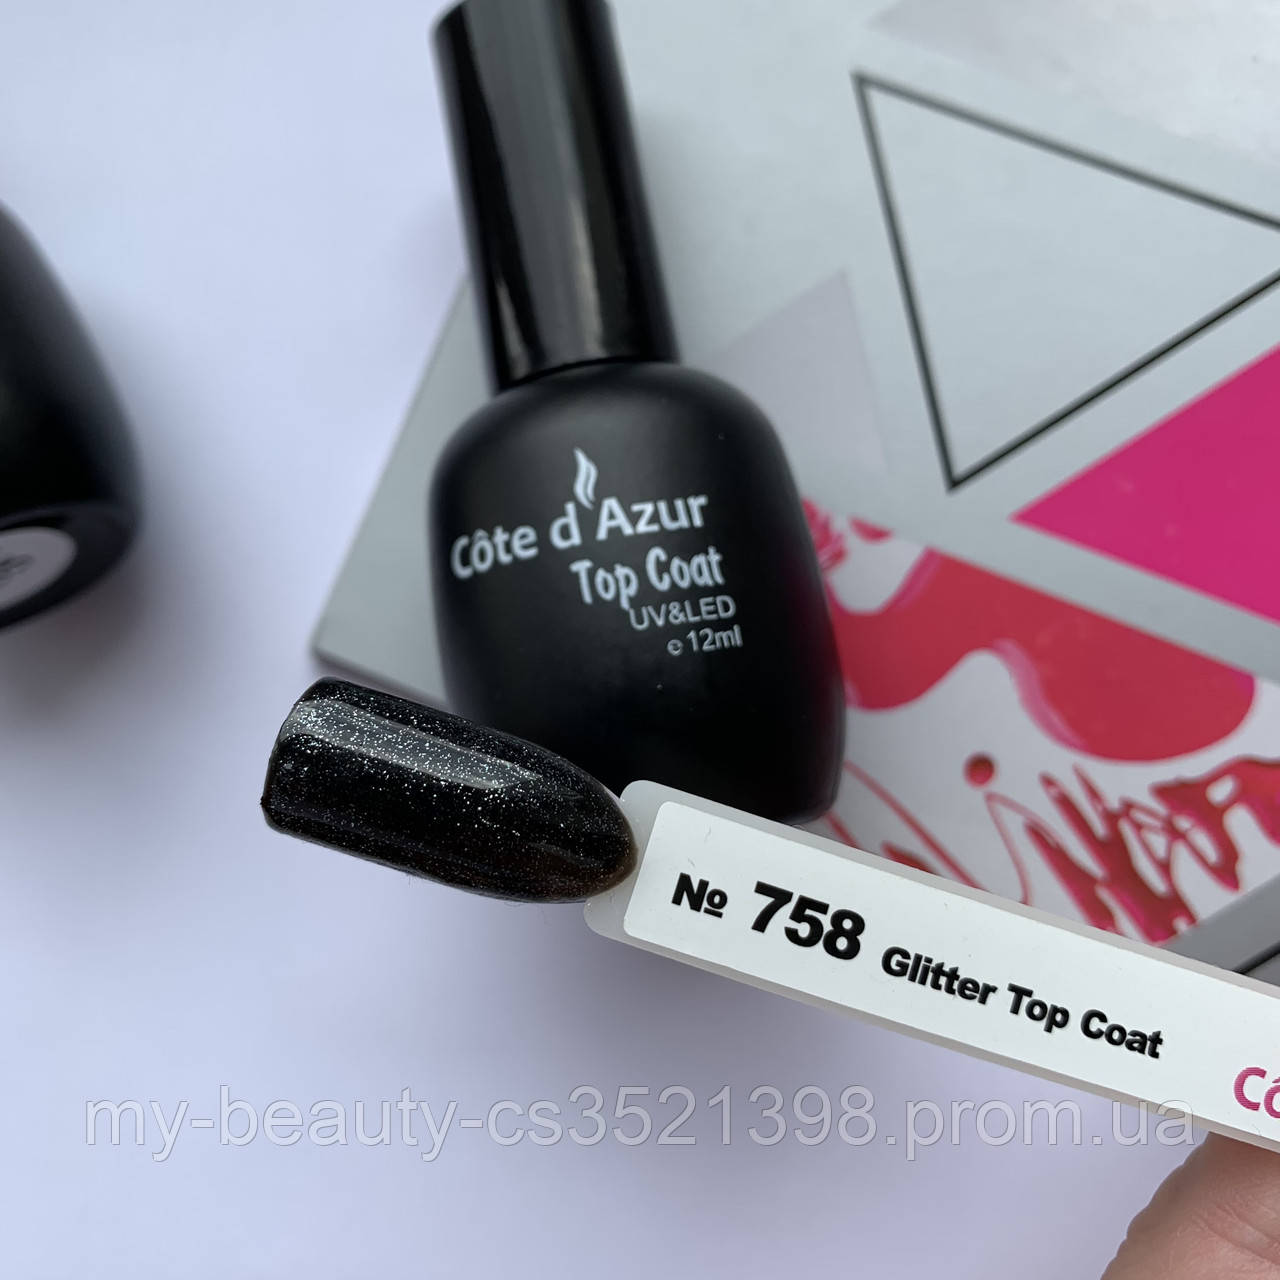 Côte d'Azur
Top Coat
UV&LED
e 12ml
№ 758 Glitter Top Coat
my-beauty-cs3521398.prom.ua